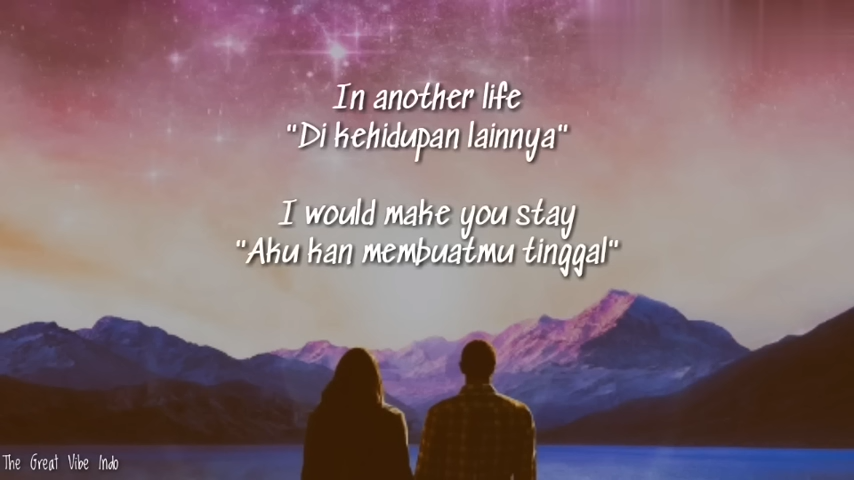 In another life
"Di kehidupan lainnya"
I would make you stay
"Aku kan membuatmu tinggal"
The Great Vibe Indo